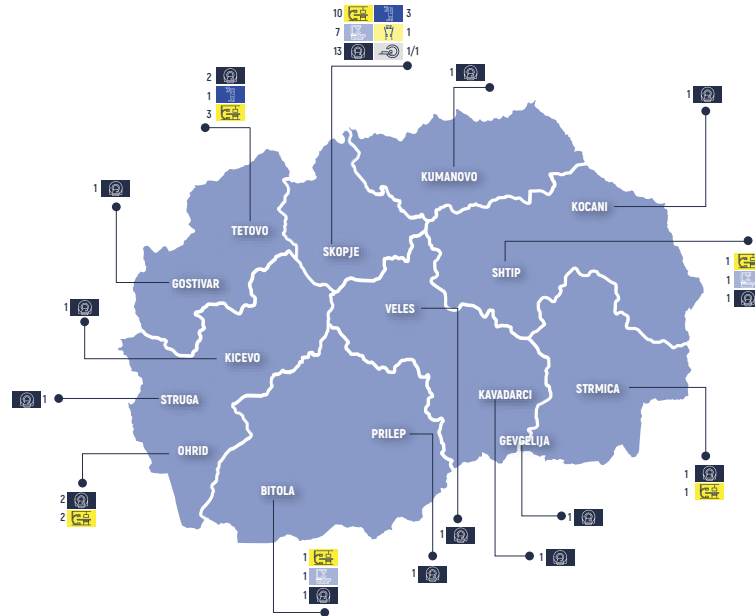 10 3
7 1
13 1/1
2
1
3
1
1
1
KUMANOVO
KOCANI
TETOVO
SKOPJE
SHTIP
1
1
1
GOSTIVAR
VELES
1
KICEVO
STRMICA
KAVADARCI
1
STRUGA
PRILEP
GEVGELIJA
OHRID
1
1
BITOLA
2
2
1
1
1
1
1
1
1